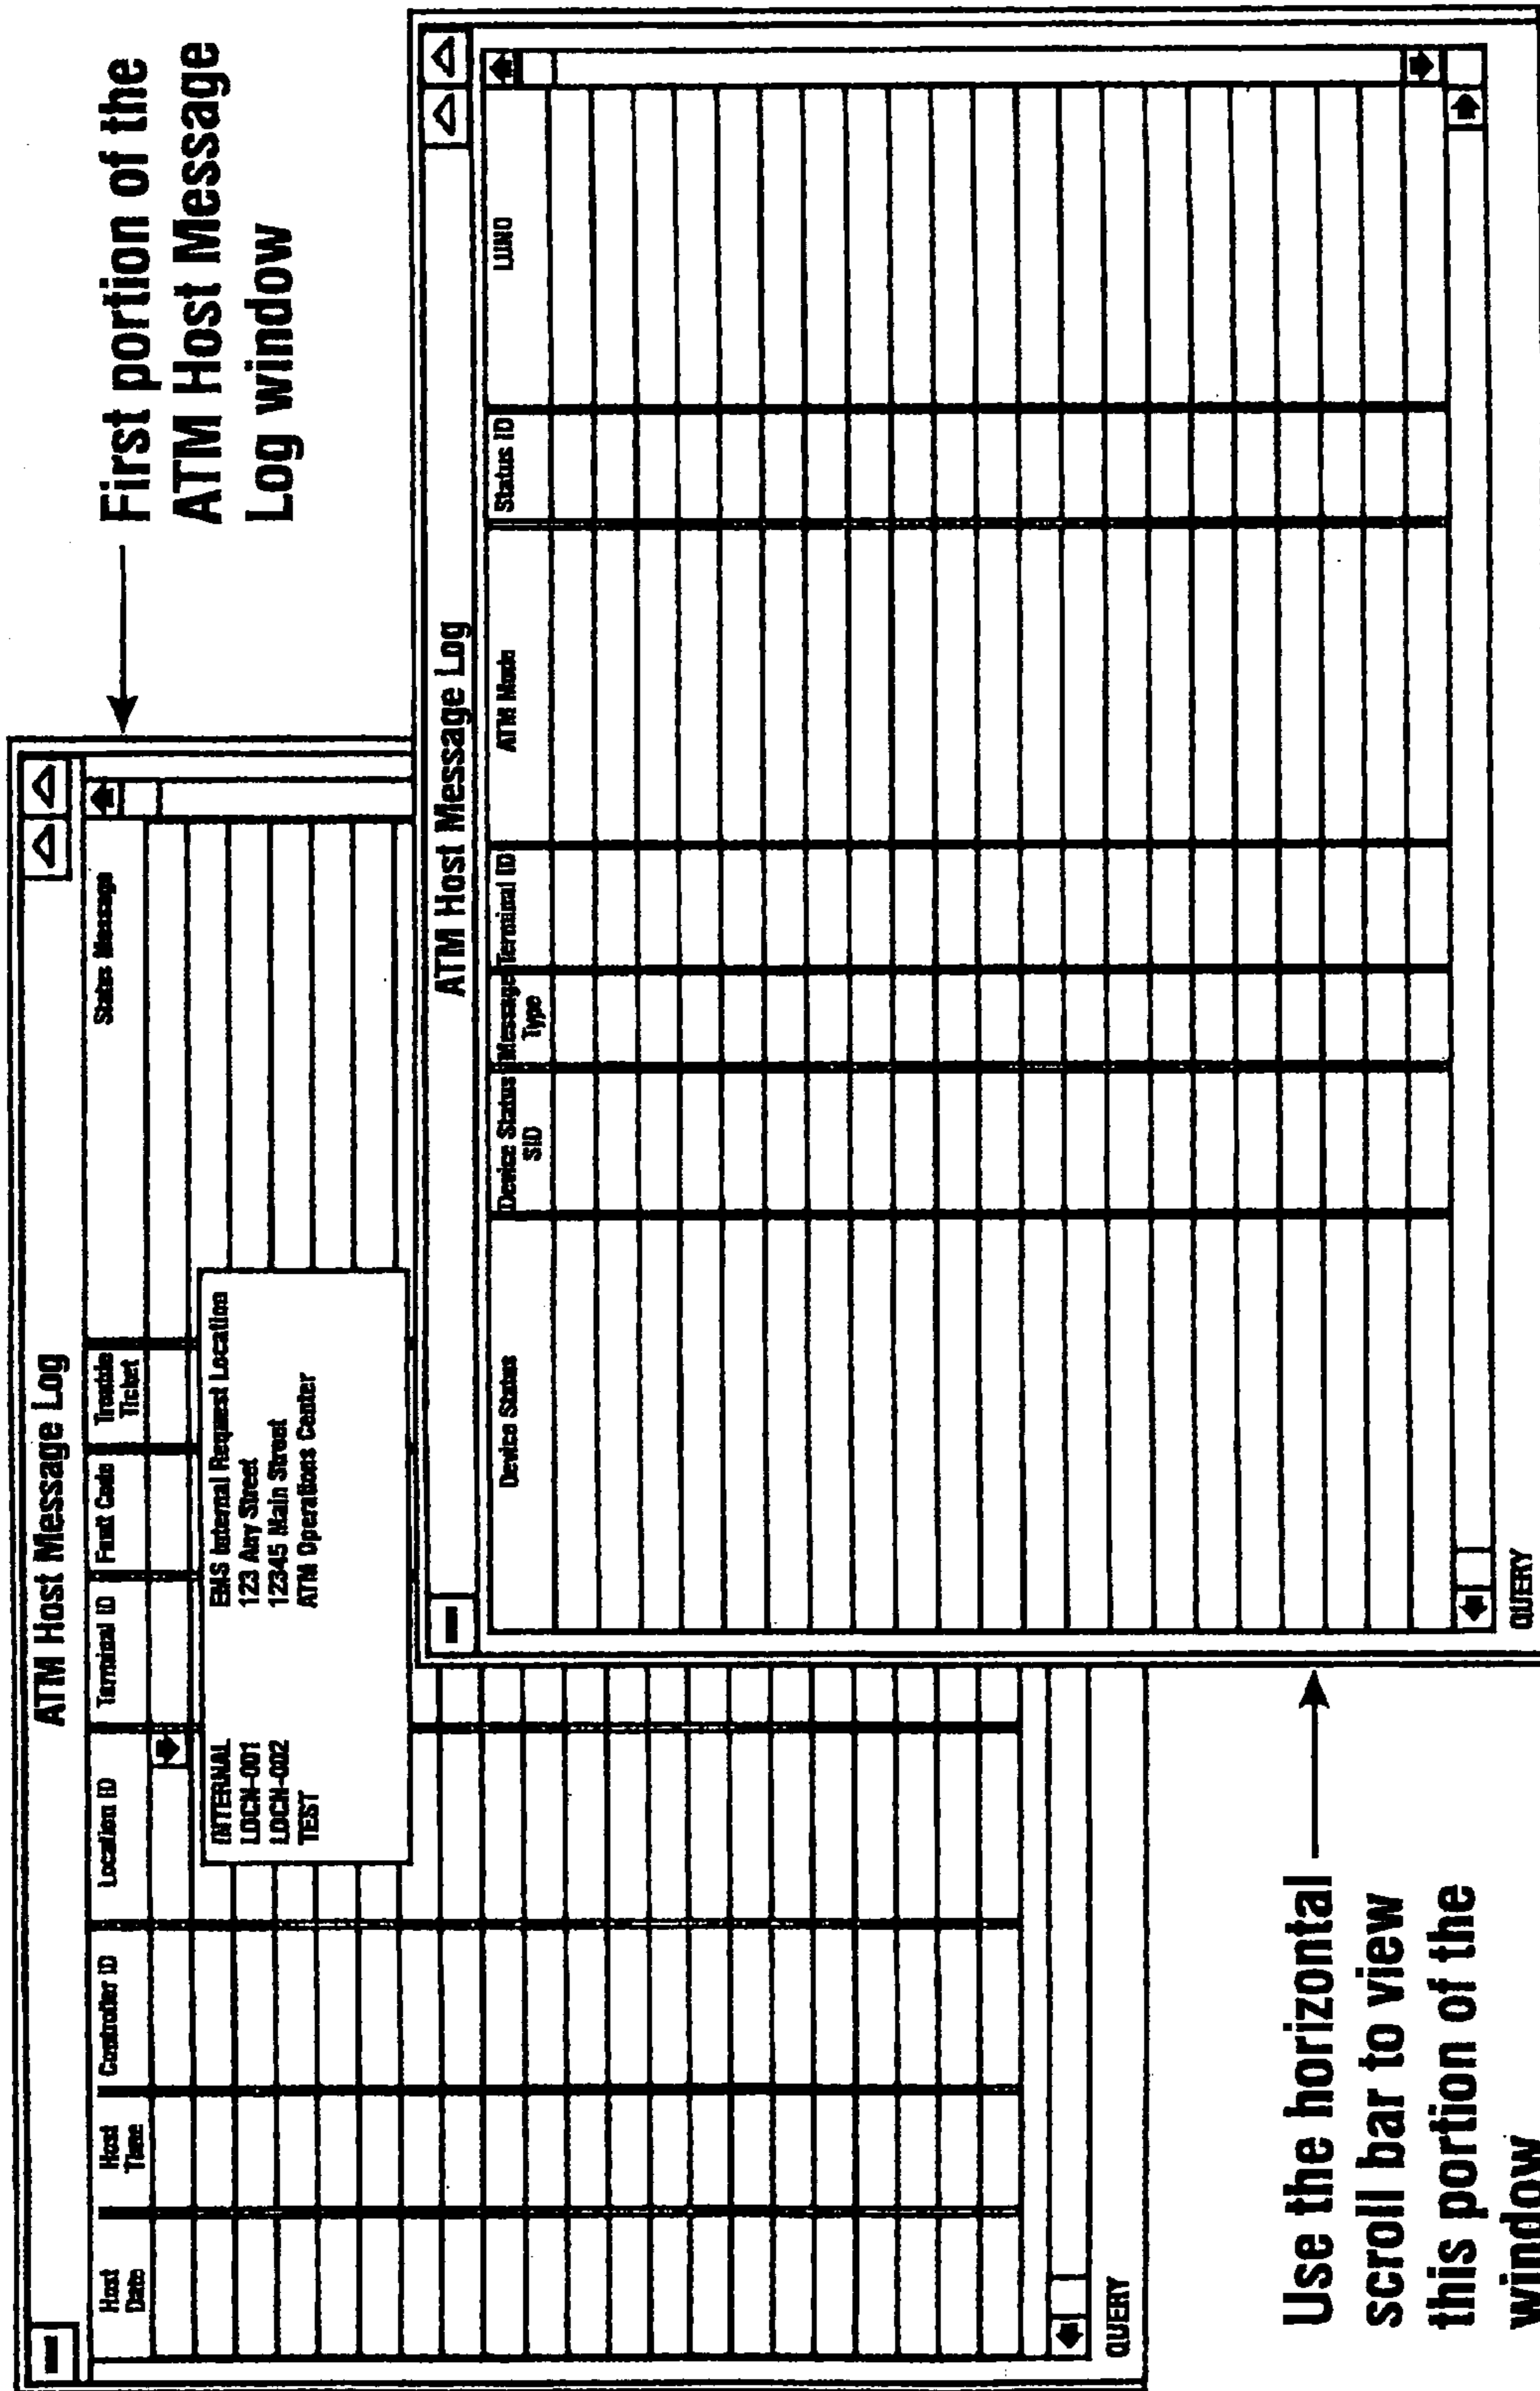 First portion of the
ATM Host Message
Log window
ATM Host Message Log
Host
Date
Host
Time
Controller ID
Location ID
Terminal ID
Fault Code
Trouble
Ticket
Status Message
INTERNAL EMS Internal Request Location
LOCN-001 123 Any Street
LOCN-002 12345 Main Street
TEST ATM Operations Center
QUERY
ATM Host Message Log
Device Status
Device Status
SID
Message
Type
Terminal ID
ATM Mode
Status ID
LUNO
QUERY
Use the horizontal
scroll bar to view
this portion of the
window